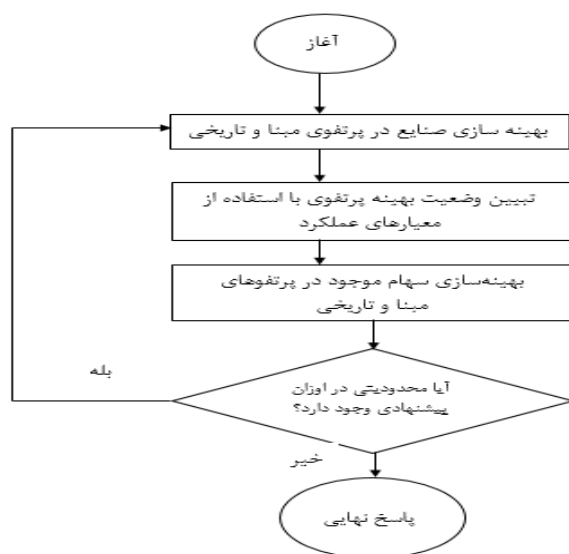 آغاز
بهینه سازی صنایع در پرتفوی مبنا و تاریخی
تبیین وضعیت بهینه پرتفوی با استفاده از
معیارهای عملکرد
بهینه‌سازی سهام موجود در پرتفوهای
مبنا و تاریخی
آیا محدودیتی در اوزان
پیشنهادی وجود دارد؟
بله
خیر
پاسخ نهایی